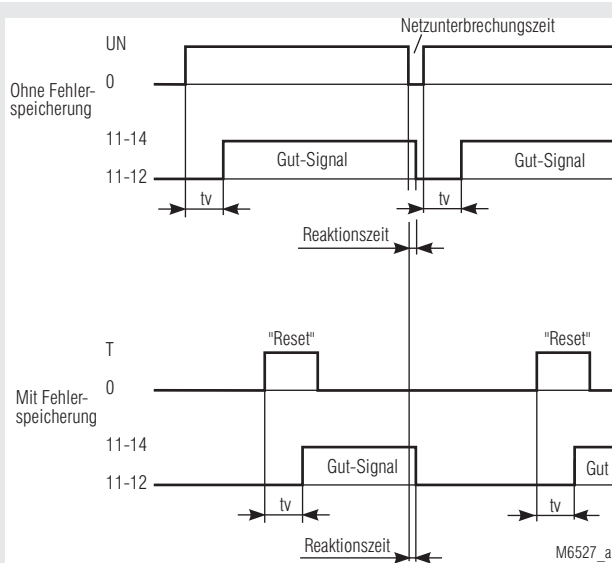 Netzunterbrechungszeit
UN
Ohne Fehler-
speicherung
0
11-14
Gut-Signal
Gut-Signal
11-12
tv
tv
Reaktionszeit
"Reset"
"Reset"
T
Mit Fehler-
speicherung
0
11-14
Gut-Signal
Gut
11-12
tv
tv
Reaktionszeit
M6527_a